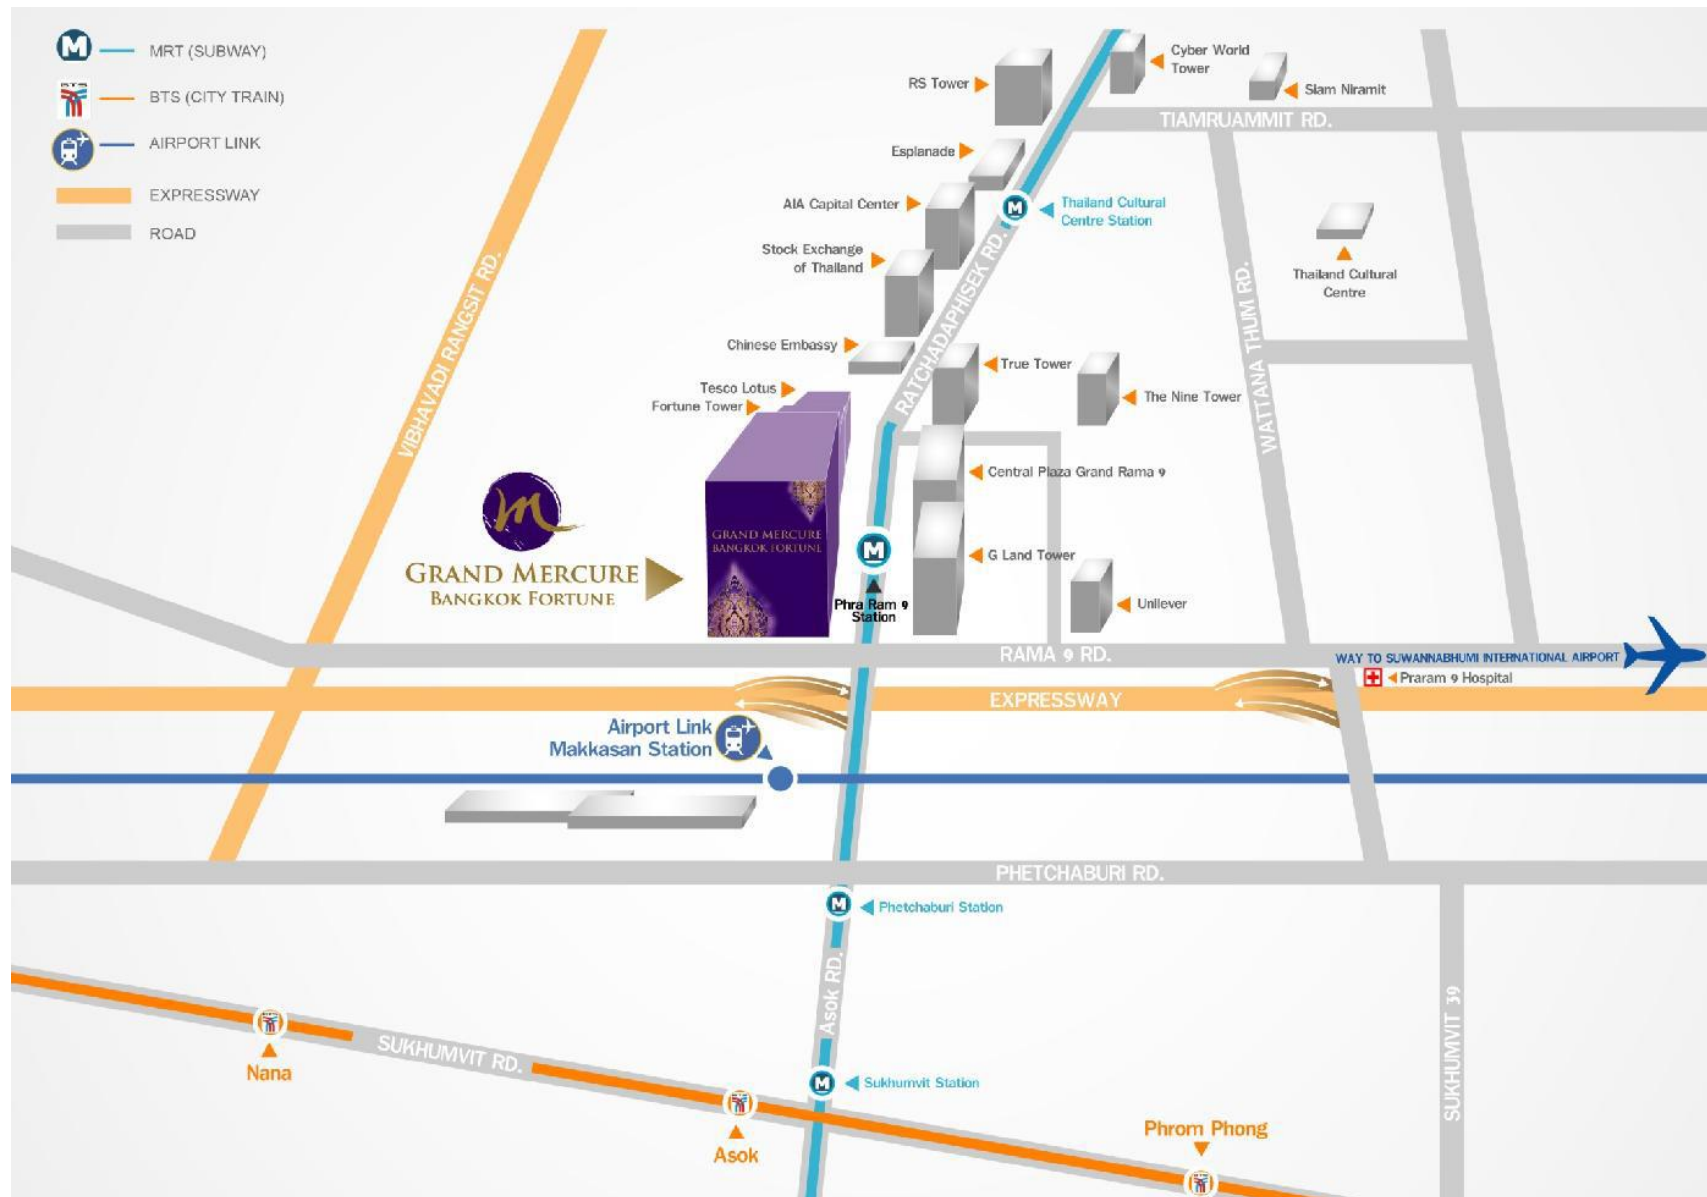 MRT (SUBWAY)
BTS (CITY TRAIN)
AIRPORT LINK
EXPRESSWAY
ROAD
Cyber World
Tower
RS Tower
Siam Niramit
TIAMRUAMMIT RD.
Esplanade
AIA Capital Center
Thailand Cultural
Centre Station
Stock Exchange
of Thailand
Thailand Cultural
Centre
VIBHAVADI RANGSIT RD.
RATCHADAPHISEK RD.
WATTANA THUM RD.
Chinese Embassy
True Tower
Tesco Lotus
Fortune Tower
The Nine Tower
Central Plaza Grand Rama 9
m
GRAND MERCURE
BANGKOK FORTUNE
GRAND MERCURE
BANGKOK FORTUNE
M
G Land Tower
Phra Ram 9
Station
Unilever
RAMA 9 RD.
WAY TO SUWANNABHUMI INTERNATIONAL AIRPORT
Praram 9 Hospital
EXPRESSWAY
Airport Link
Makkasan Station
PHETCHABURI RD.
M
Phetchaburi Station
Asok RD.
SUKHUMVIT 39
SUKHUMVIT RD.
Nana
M
Sukhumvit Station
Asok
Phrom Phong